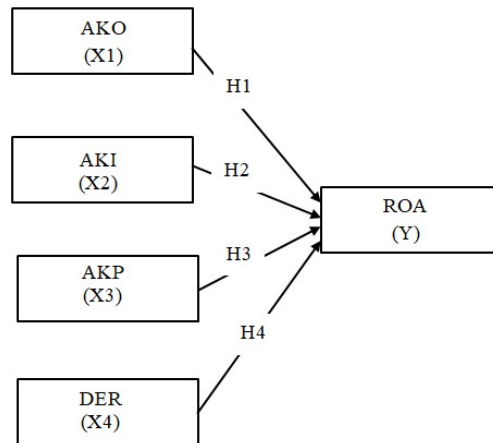 AKO
(X1)
H1
AKI
(X2)
H2
ROA
(Y)
AKP
(X3)
H3
H4
DER
(X4)